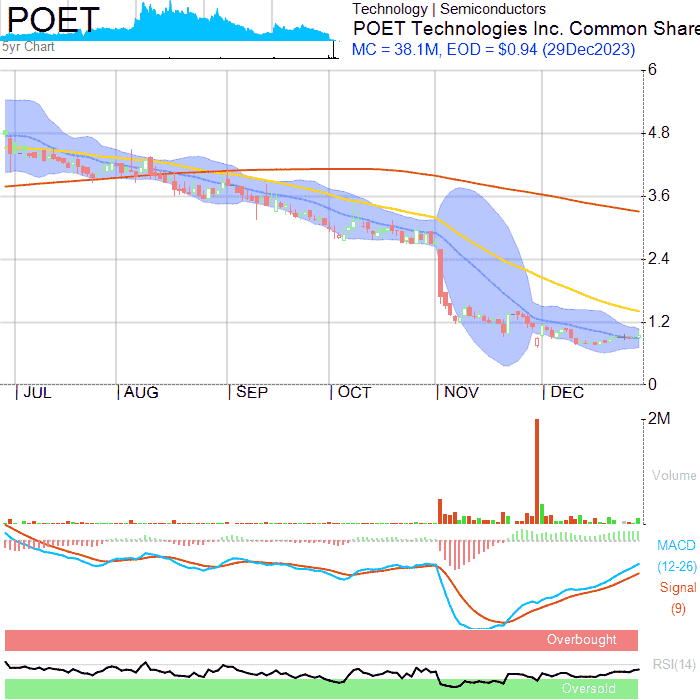 POET
5yr Chart
Technology | Semiconductors
POET Technologies Inc. Common Share
MC = 38.1M, EOD = $0.94 (29Dec2023)
6
4.8
3.6
2.4
1.2
0
| JUL | AUG | SEP | OCT | NOV | DEC
2M
Volume
MACD
(12-26)
Signal
(9)
Overbought
RSI(14)
Oversold